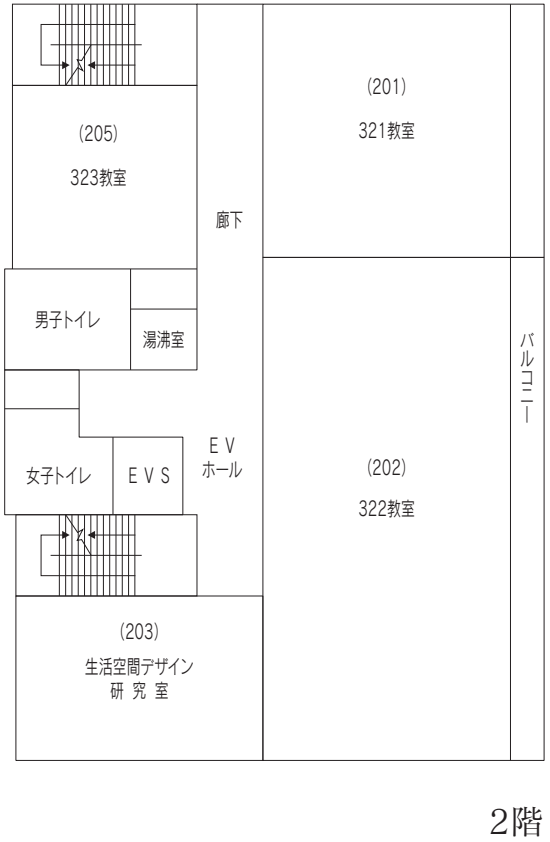 (201)
321教室
(205)
323教室
廊下
男子トイレ
湯沸室
バルコニー
ＥＶ
ホール
(202)
322教室
女子トイレ
ＥＶＳ
(203)
生活空間デザイン
研究室
2階